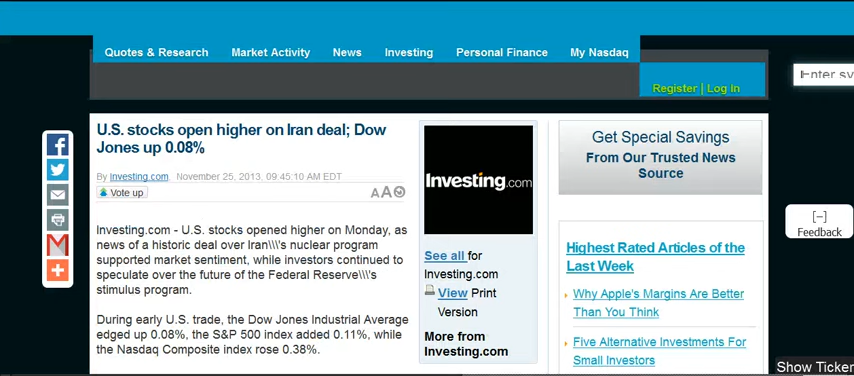 Quotes & Research Market Activity News Investing Personal Finance My Nasdaq
Register | Log In
Enter sy
U.S. stocks open higher on Iran deal; Dow
Jones up 0.08%
By Investing.com November 25, 2013, 09:45:10 AM EDT
Vote up
A A
Investing.com - U.S. stocks opened higher on Monday, as
news of a historic deal over Iran\\\'s nuclear program
supported market sentiment, while investors continued to
speculate over the future of the Federal Reserve\\\'s
stimulus program.
During early U.S. trade, the Dow Jones Industrial Average
edged up 0.08%, the S&P 500 index added 0.11%, while
the Nasdaq Composite index rose 0.38%.
Investing.com
See all for
Investing.com
View Print
Version
More from
Investing.com
Get Special Savings
From Our Trusted News
Source
Highest Rated Articles of the
Last Week
Why Apple's Margins Are Better
Than You Think
Five Alternative Investments For
Small Investors
[–]
Feedback
Show Ticker